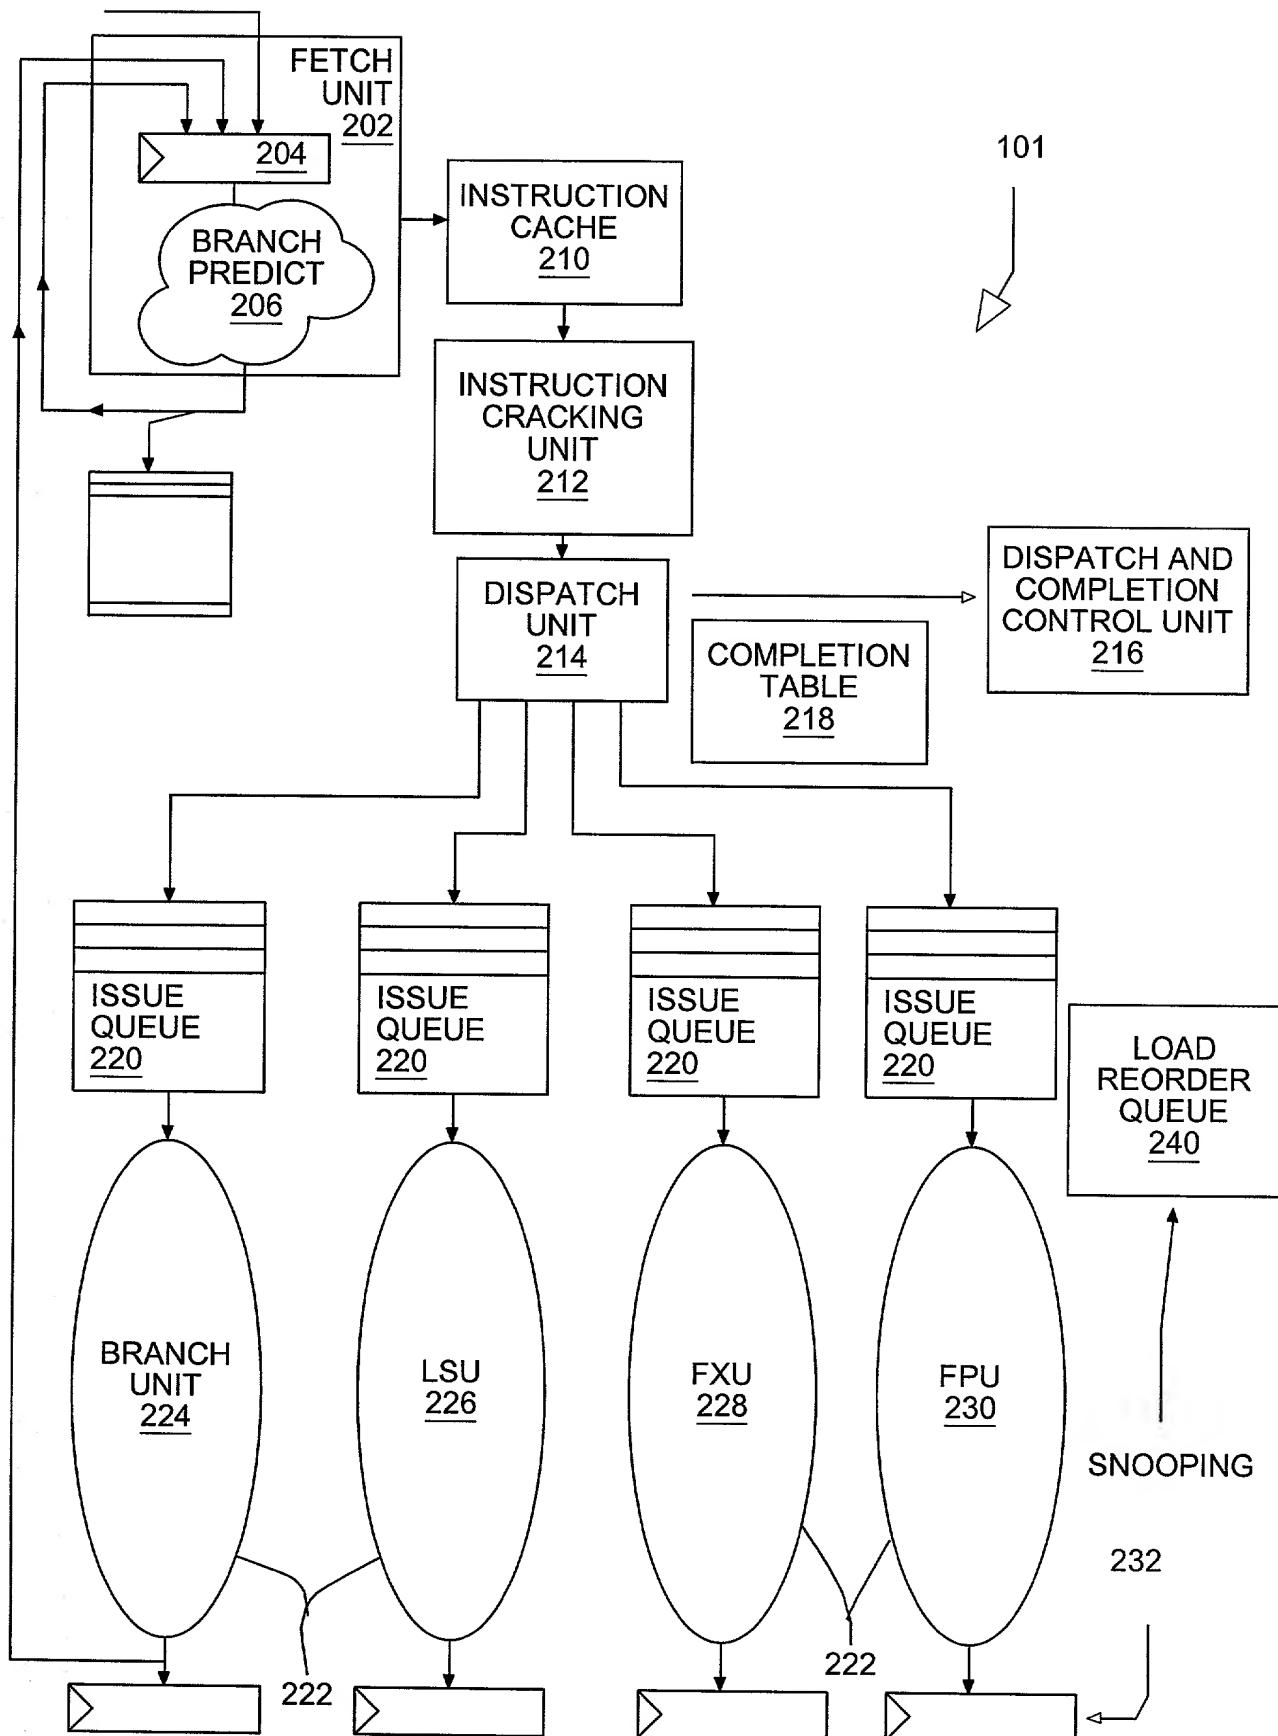 FETCH
UNIT
202
204
BRANCH
PREDICT
206
101
INSTRUCTION
CACHE
210
INSTRUCTION
CRACKING
UNIT
212
DISPATCH
UNIT
214
DISPATCH AND
COMPLETION
CONTROL UNIT
216
COMPLETION
TABLE
218
ISSUE
QUEUE
220
ISSUE
QUEUE
220
ISSUE
QUEUE
220
ISSUE
QUEUE
220
LOAD
REORDER
QUEUE
240
BRANCH
UNIT
224
LSU
226
FXU
228
FPU
230
SNOOPING
232
222
222